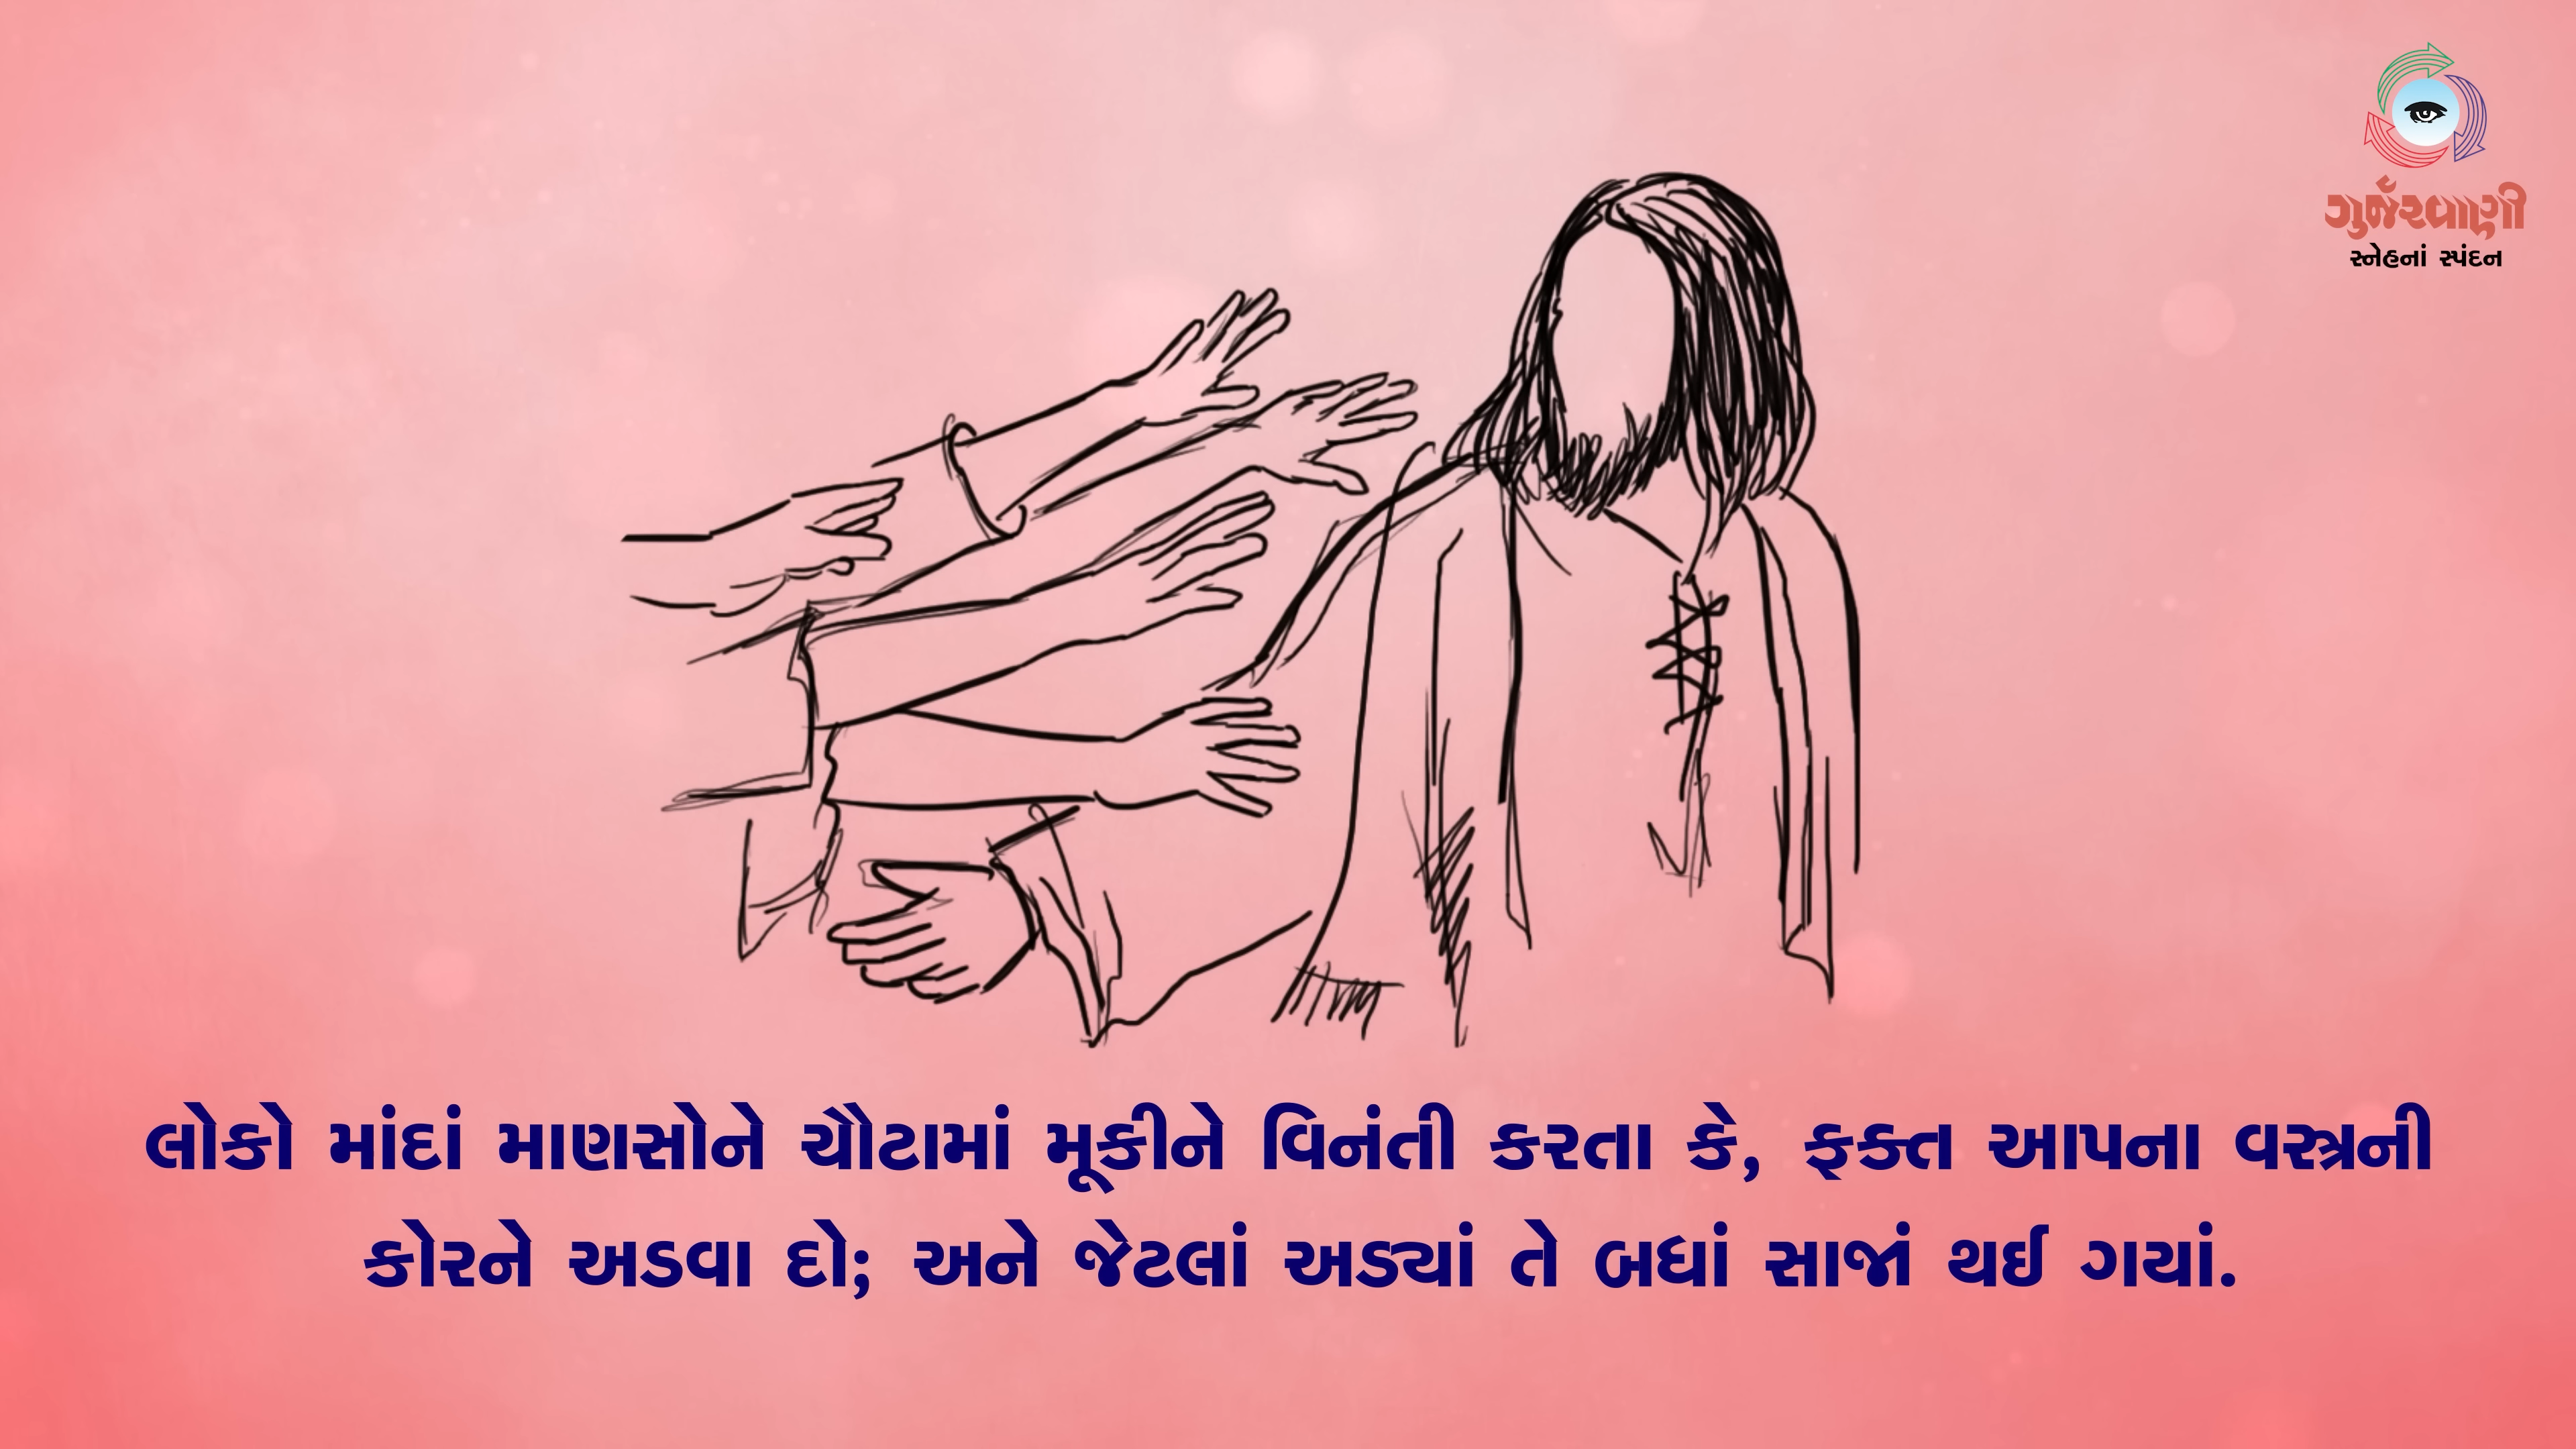 ગુર્જરવાણી
સ્નેહનાં સ્પંદન
લોકો માંદાં માણસોને ચૌટામાં મૂકીને વિનંતી કરતા કે, ફક્ત આપના વસ્ત્રની
કોરને અડવા દો; અને જેટલાં અડ્યાં તે બધાં સાજાં થઈ ગયાં.